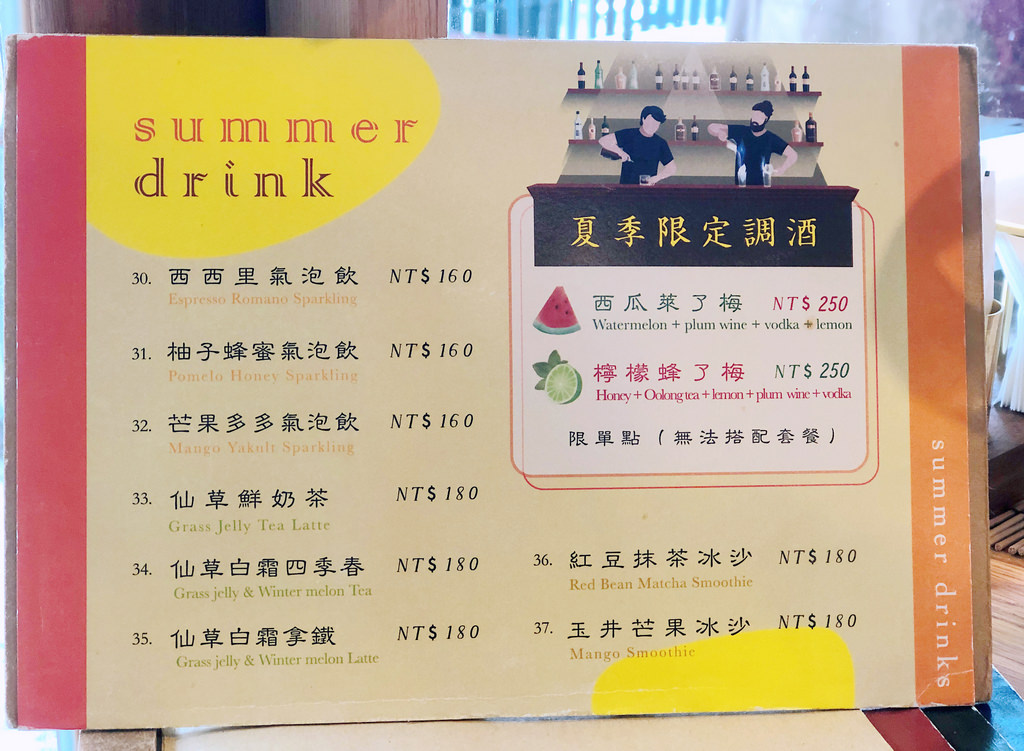 summer
drink
30. 西西里氣泡飲 NT$160
Espresso Romano Sparkling
31. 柚子蜂蜜氣泡飲 NT$160
Pomelo Honey Sparkling
32. 芒果多多氣泡飲 NT$160
Mango Yakult Sparkling
33. 仙草鮮奶茶 NT$180
Grass Jelly Tea Latte
34. 仙草白霜四季春 NT$180
Grass jelly & Winter melon Tea
35. 仙草白霜拿鐵 NT$180
Grass jelly & Winter melon Latte
夏季限定調酒
西瓜萊了梅 NT$250
Watermelon + plum wine + vodka + lemon
檸檬蜂了梅 NT$250
Honey + Oolong tea + lemon + plum wine + vodka
限單點（無法搭配套餐）
36. 紅豆抹茶冰沙 NT$180
Red Bean Matcha Smoothie
37. 玉井芒果冰沙 NT$180
Mango Smoothie
summer drinks